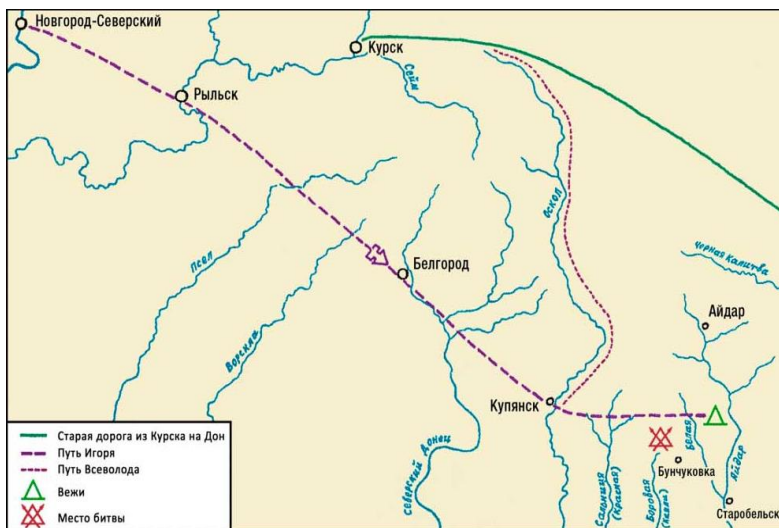 Новгород-Северский
Курск
Рыльск
Сейм
Оскол
Псел
Ворскла
Белгород
Черная Калитва
Айдар
Купянск
Северский Донец
(Красная)
Боровая
Белая
Бунчуковка
Айдар
Старобельск
Старая дорога из Курска на Дон
Путь Игоря
Путь Всеволода
Вежи
Место битвы